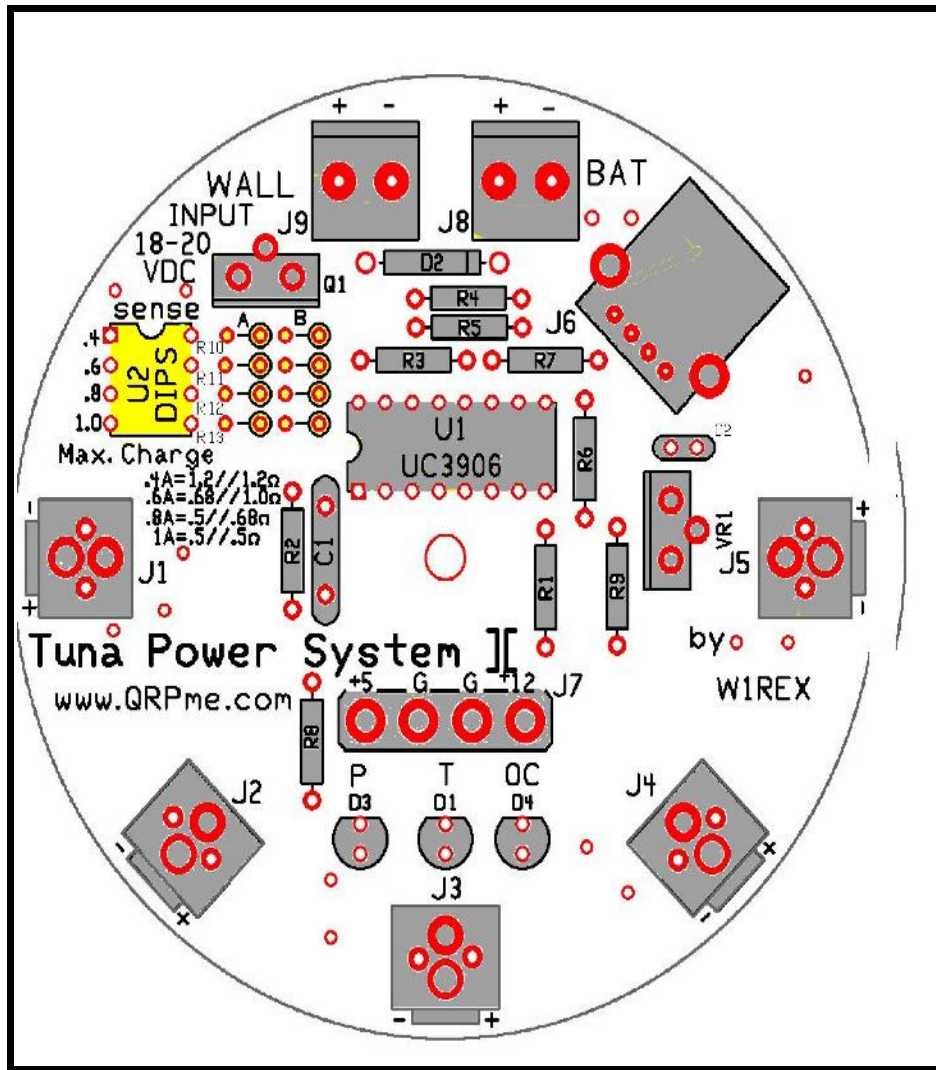 + - + -
WALL
INPUT
18-20
VDC
J9
J8
BAT
D2
Q1
R4
R5
J6
R3
R7
sense
A B
.4
.6
.8
1.0
U2
DIPS
R10
R11
R12
R13
Max. Charge
.4A=1.2//1.2Ω
.6A=.68//1.0Ω
.8A=.5//.68Ω
1A=.5//.5Ω
U1
UC3906
R6
VR1
R2
C1
R1
R9
- +
J1
+ -
J5
Tuna Power System ][
by
www.QRPme.com
W1REX
+5 G G +12 J7
R8
P T OC
D3 D1 D4
J2
- +
J4
+ -
J3
- +